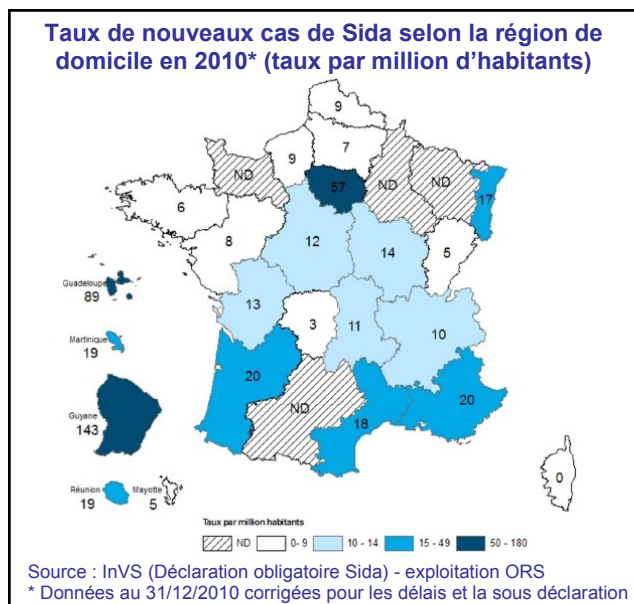 Taux de nouveaux cas de Sida selon la région de
domicile en 2010* (taux par million d’habitants)
9
7
9
ND
ND
ND
57
17
6
8
12
14
5
Guadeloupe
89
13
3
11
10
Martinique
19
20
ND
18
20
Guyane
143
0
Réunion
19
Mayotte
5
Taux par million habitants
ND 0- 9 10 - 14 15 - 49 50 - 180
Source : InVS (Déclaration obligatoire Sida) - exploitation ORS
* Données au 31/12/2010 corrigées pour les délais et la sous déclaration